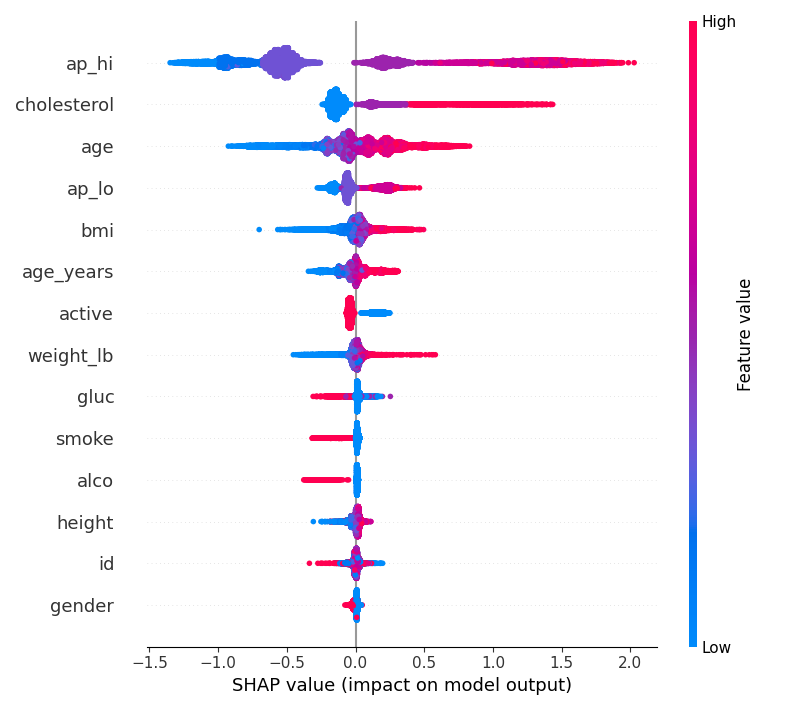 High
ap_hi
cholesterol
age
ap_lo
bmi
age_years
active
weight_lb
gluc
smoke
alco
height
id
gender
Feature value
Low
−1.5 −1.0 −0.5 0.0 0.5 1.0 1.5 2.0
SHAP value (impact on model output)